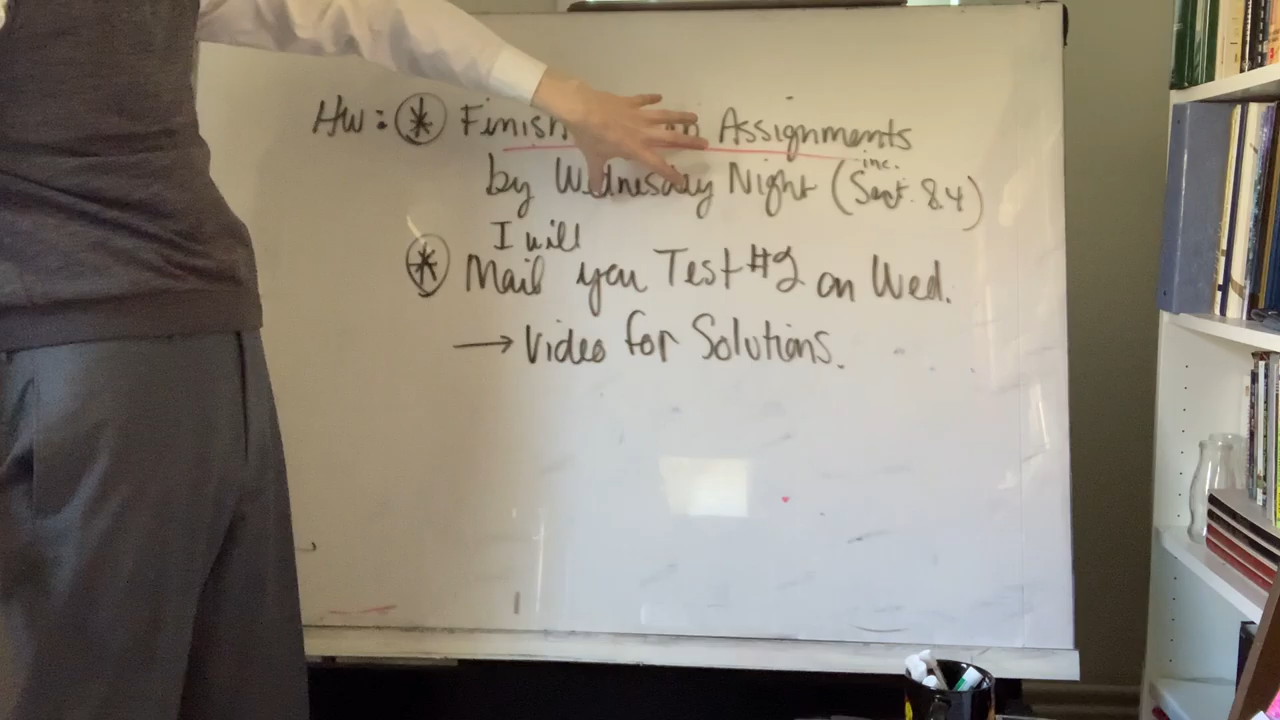 HW: * Finish Assignments
inc.
by Wednesday Night (Sect. 8.4)
I will
* Mail you Test #2 on Wed.
→ Video for Solutions.